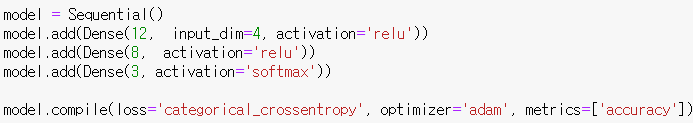 model = Sequential()
model.add(Dense(12,  input_dim=4, activation='relu'))
model.add(Dense(8,  activation='relu'))
model.add(Dense(3, activation='softmax'))
model.compile(loss='categorical_crossentropy', optimizer='adam', metrics=['accuracy'])